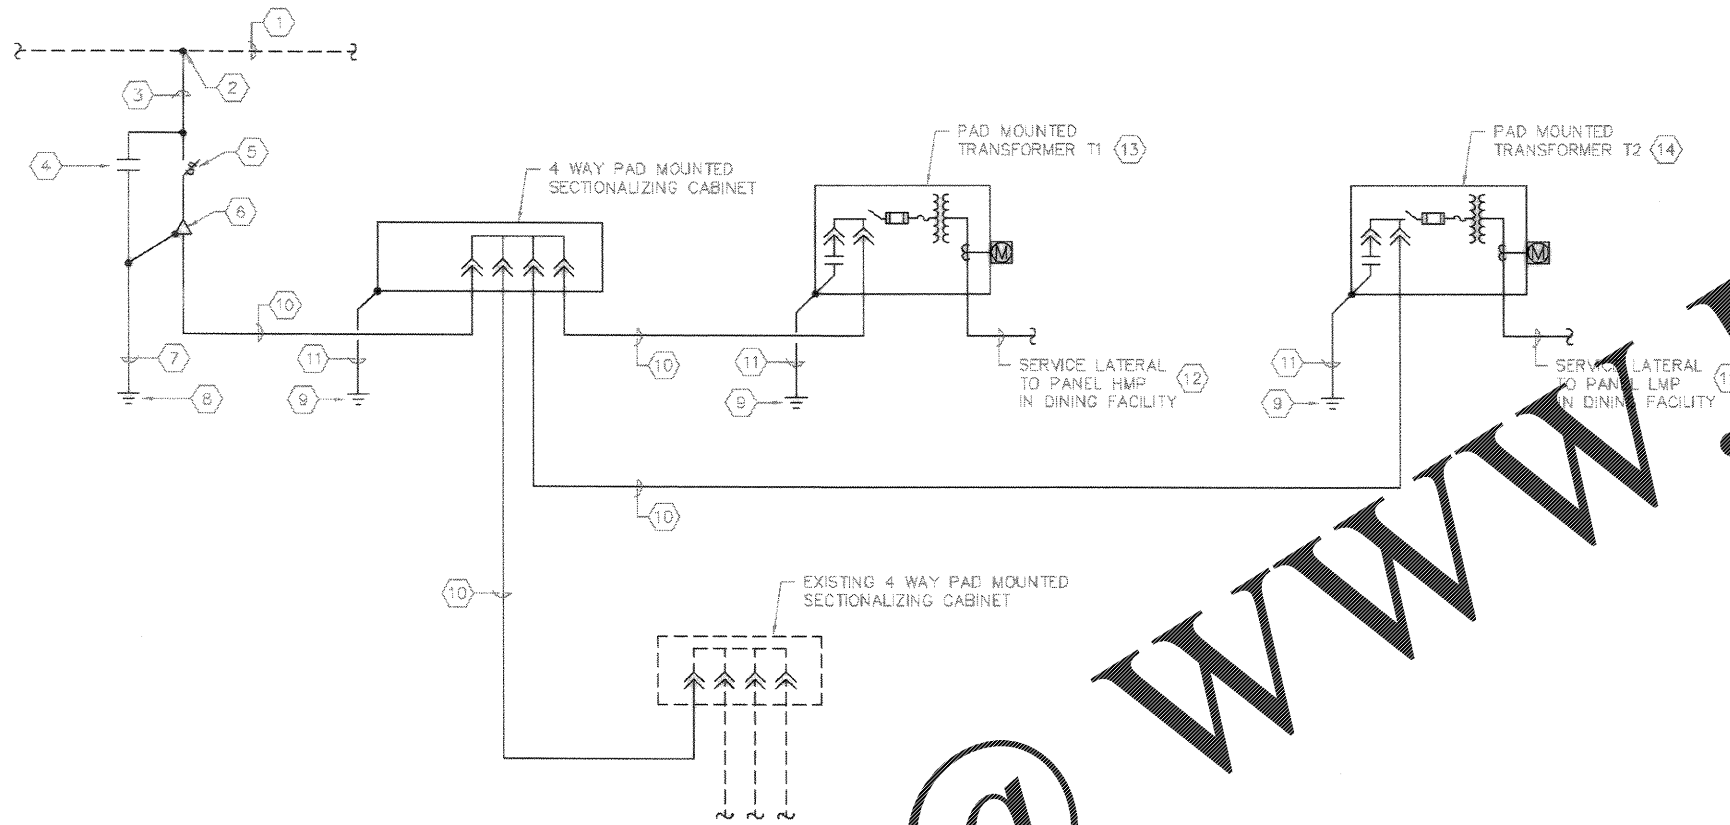 1
2
3
4
5
6
PAD MOUNTED
TRANSFORMER T1 13
PAD MOUNTED
TRANSFORMER T2 14
4 WAY PAD MOUNTED
SECTIONALIZING CABINET
M
M
10
7
8
11
9
10
11
9
SERVICE LATERAL
TO PANEL HMP 12
IN DINING FACILITY
11
9
SERVICE LATERAL
TO PANEL LMP
IN DINING FACILITY
10
10
EXISTING 4 WAY PAD MOUNTED
SECTIONALIZING CABINET
@ www.